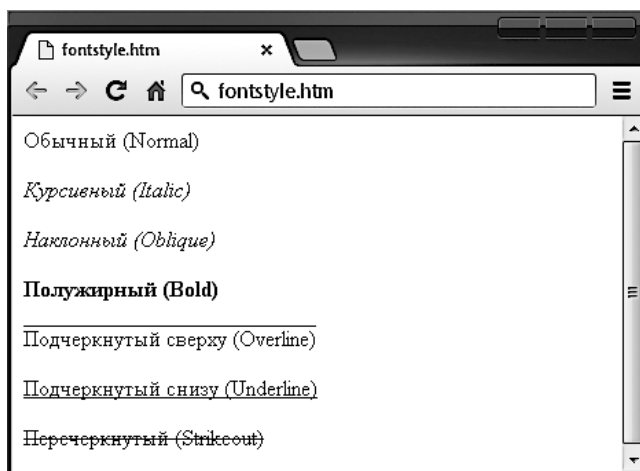 fontstyle.htm
fontstyle.htm
Обычный (Normal)
Курсивный (Italic)
Наклонный (Oblique)
Полужирный (Bold)
Подчеркнутый сверху (Overline)
Подчеркнутый снизу (Underline)
Перечеркнутый (Strikeout)